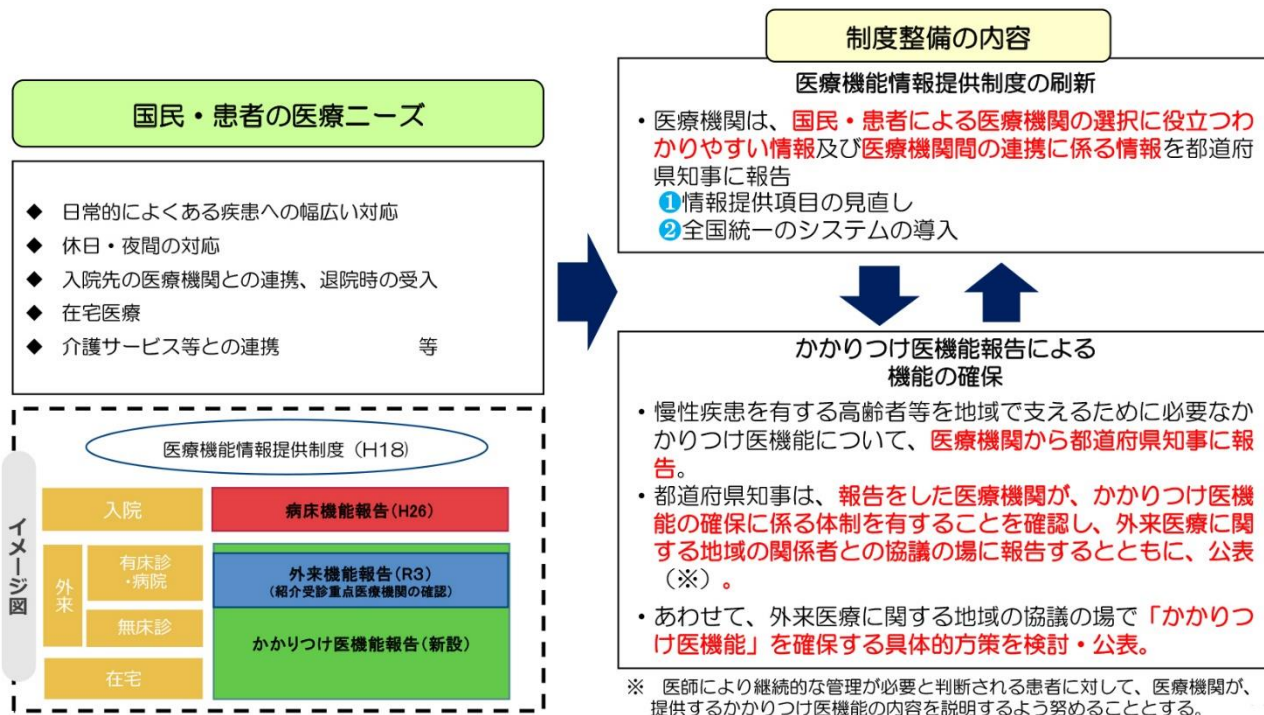 国民・患者の医療ニーズ
◆ 日常的によくある疾患への幅広い対応
◆ 休日・夜間の対応
◆ 入院先の医療機関との連携、退院時の受入
◆ 在宅医療
◆ 介護サービス等との連携 等
イメージ図
医療機能情報提供制度（H18）
入院
病床機能報告(H26)
外来
有床診
・病院
外来機能報告(R3)
(紹介受診重点医療機関の確認)
無床診
かかりつけ医機能報告(新設)
在宅
制度整備の内容
医療機能情報提供制度の刷新
・医療機関は、国民・患者による医療機関の選択に役立つわ
かりやすい情報及び医療機関間の連携に係る情報を都道府
県知事に報告
❶情報提供項目の見直し
❷全国統一のシステムの導入
かかりつけ医機能報告による
機能の確保
・慢性疾患を有する高齢者等を地域で支えるために必要なか
かりつけ医機能について、医療機関から都道府県知事に報
告。
・都道府県知事は、報告をした医療機関が、かかりつけ医機
能の確保に係る体制を有することを確認し、外来医療に関
する地域の関係者との協議の場に報告するとともに、公表
（※）。
・あわせて、外来医療に関する地域の協議の場で「かかりつ
け医機能」を確保する具体的方策を検討・公表。
※ 医師により継続的な管理が必要と判断される患者に対して、医療機関が、
提供するかかりつけ医機能の内容を説明するよう努めることとする。